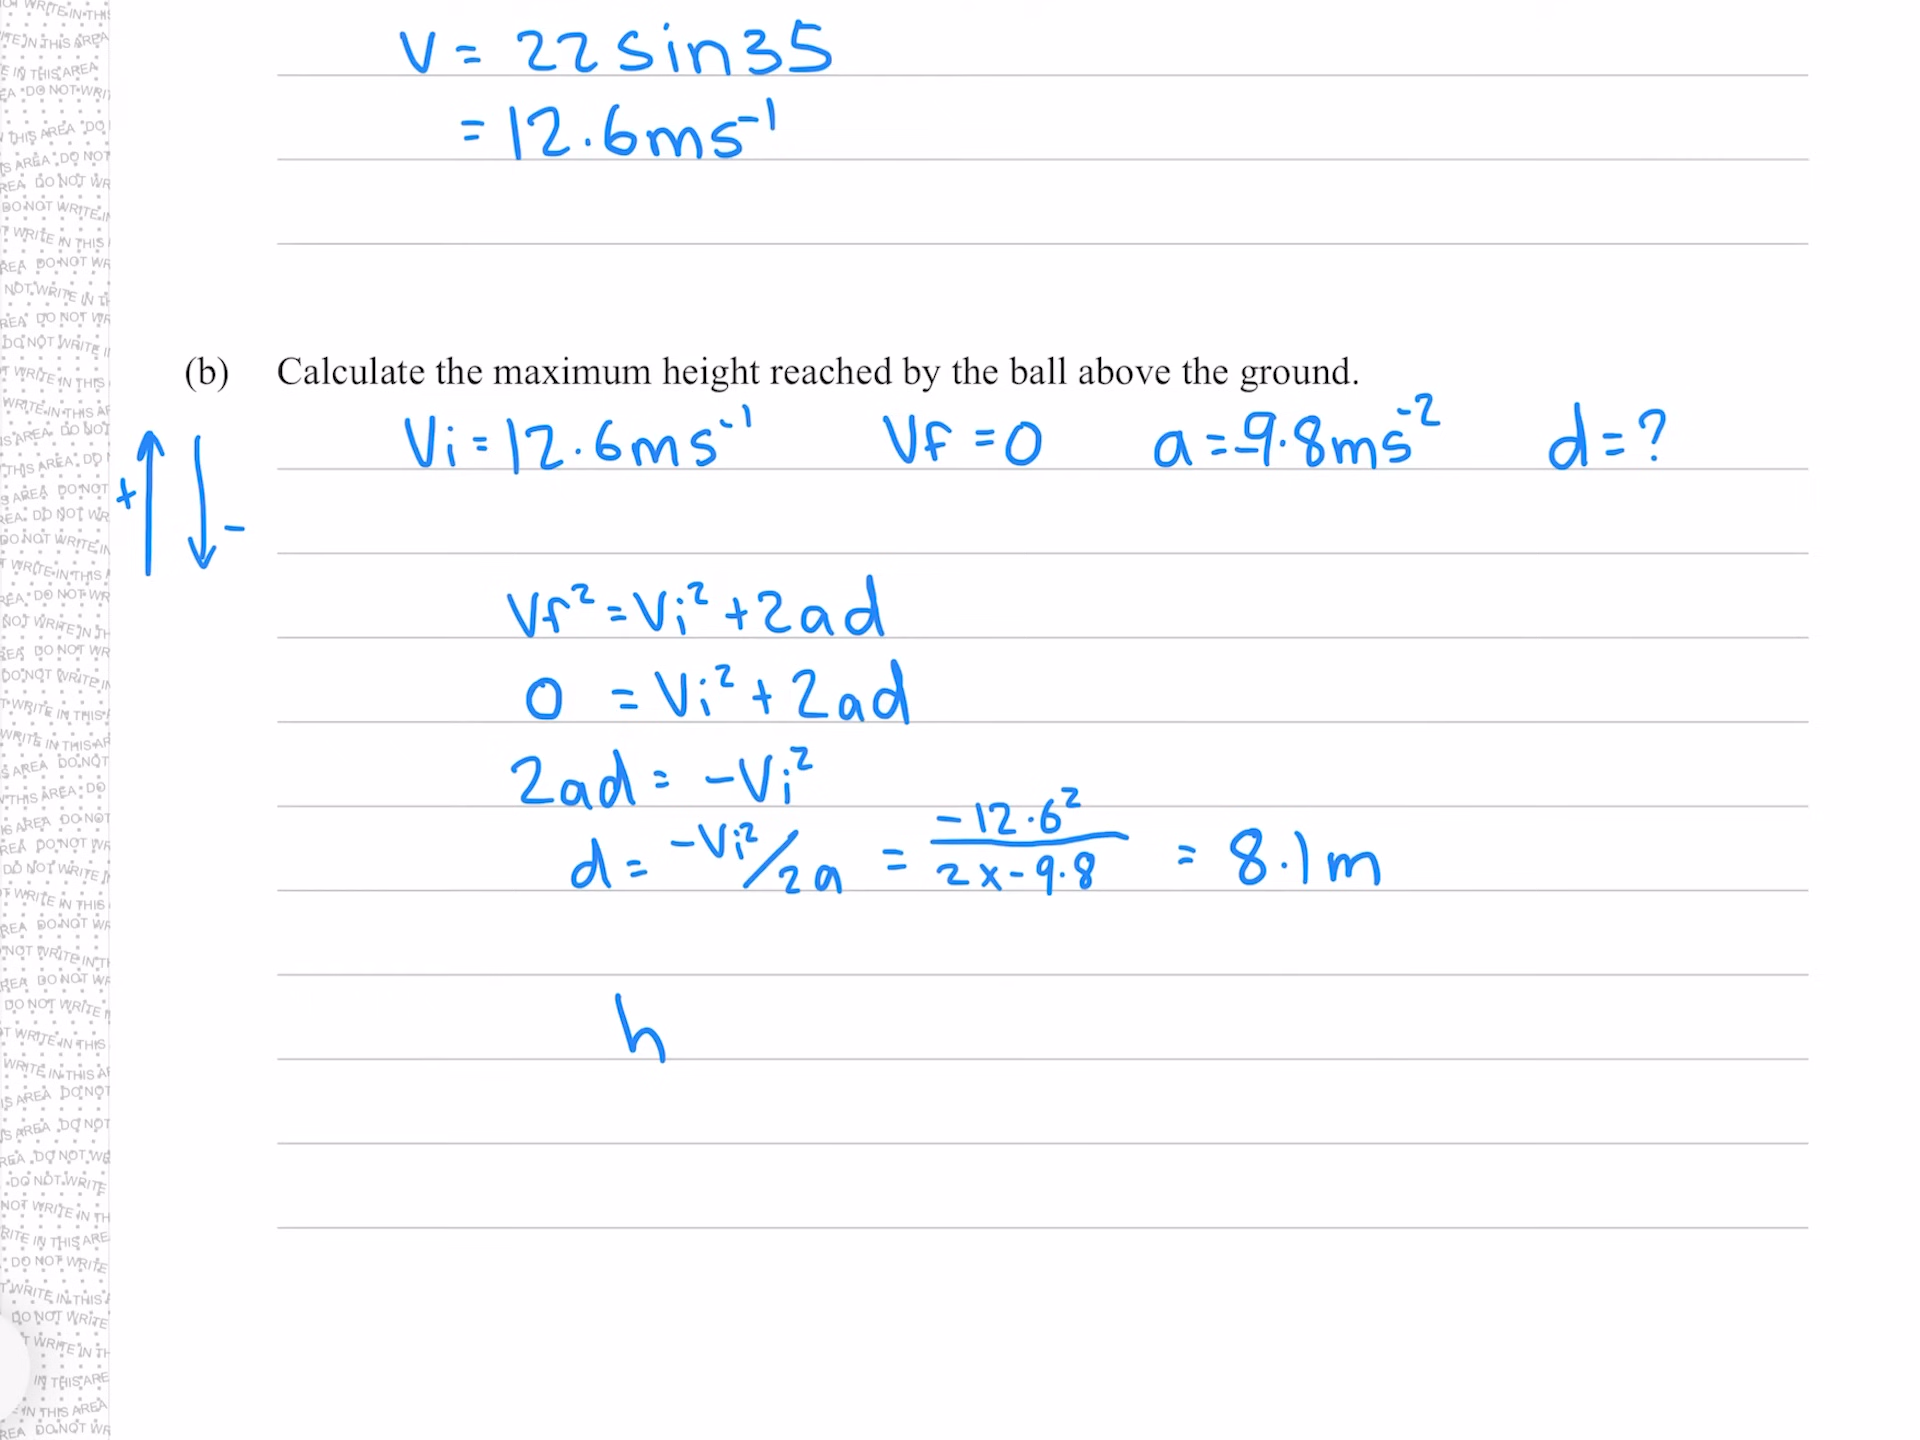 V = 22 sin 35
= 12.6ms⁻¹
(b) Calculate the maximum height reached by the ball above the ground.
Vi = 12.6ms⁻¹ Vf = 0 a = -9.8ms⁻² d = ?
+ -
Vf² = Vi² + 2ad
0 = Vi² + 2ad
2ad = -Vi²
d = -Vi²/2a = -12.6²/2x-9.8 = 8.1m
h